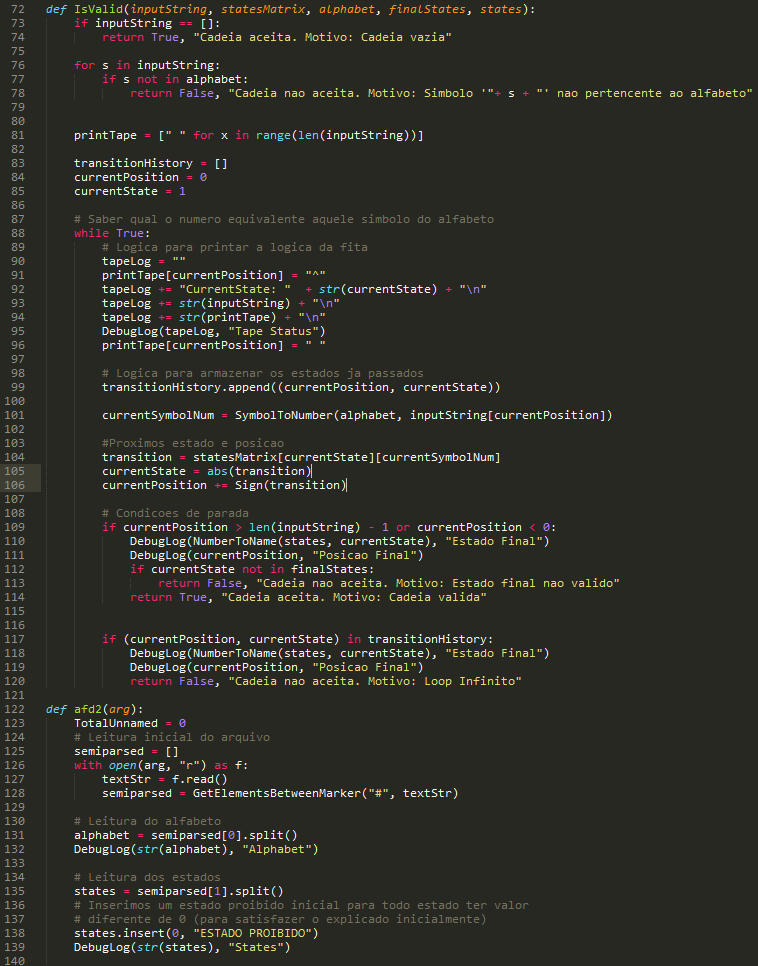 72 def IsValid(inputString, statesMatrix, alphabet, finalStates, states):
73     if inputString == []:
74         return True, "Cadeia aceita. Motivo: Cadeia vazia"
75
76     for s in inputString:
77         if s not in alphabet:
78             return False, "Cadeia nao aceita. Motivo: Simbolo '"+ s + "' nao pertencente ao alfabeto"
79
80
81     printTape = [" " for x in range(len(inputString))]
82
83     transitionHistory = []
84     currentPosition = 0
85     currentState = 1
86
87     # Saber qual o numero equivalente aquele simbolo do alfabeto
88     while True:
89         # Logica para printar a logica da fita
90         tapeLog = ""
91         printTape[currentPosition] = "^"
92         tapeLog += "CurrentState: "  + str(currentState) + "\n"
93         tapeLog += str(inputString) + "\n"
94         tapeLog += str(printTape) + "\n"
95         DebugLog(tapeLog, "Tape Status")
96         printTape[currentPosition] = " "
97
98         # Logica para armazenar os estados ja passados
99         transitionHistory.append((currentPosition, currentState))
100
101         currentSymbolNum = SymbolToNumber(alphabet, inputString[currentPosition])
102
103         #Proximos estado e posicao
104         transition = statesMatrix[currentState][currentSymbolNum]
105         currentState = abs(transition)
106         currentPosition += Sign(transition)
107
108         # Condicoes de parada
109         if currentPosition > len(inputString) - 1 or currentPosition < 0:
110             DebugLog(NumberToName(states, currentState), "Estado Final")
111             DebugLog(currentPosition, "Posicao Final")
112             if currentState not in finalStates:
113                 return False, "Cadeia nao aceita. Motivo: Estado final nao valido"
114             return True, "Cadeia aceita. Motivo: Cadeia valida"
115
116
117         if (currentPosition, currentState) in transitionHistory:
118             DebugLog(NumberToName(states, currentState), "Estado Final")
119             DebugLog(currentPosition, "Posicao Final")
120             return False, "Cadeia nao aceita. Motivo: Loop Infinito"
121
122 def afd2(arg):
123     TotalUnnamed = 0
124     # Leitura inicial do arquivo
125     semiparsed = []
126     with open(arg, "r") as f:
127         textStr = f.read()
128         semiparsed = GetElementsBetweenMarker("#", textStr)
129
130     # Leitura do alfabeto
131     alphabet = semiparsed[0].split()
132     DebugLog(str(alphabet), "Alphabet")
133
134     # Leitura dos estados
135     states = semiparsed[1].split()
136     # Inserimos um estado proibido inicial para todo estado ter valor
137     # diferente de 0 (para satisfazer o explicado inicialmente)
138     states.insert(0, "ESTADO PROIBIDO")
139     DebugLog(str(states), "States")
140